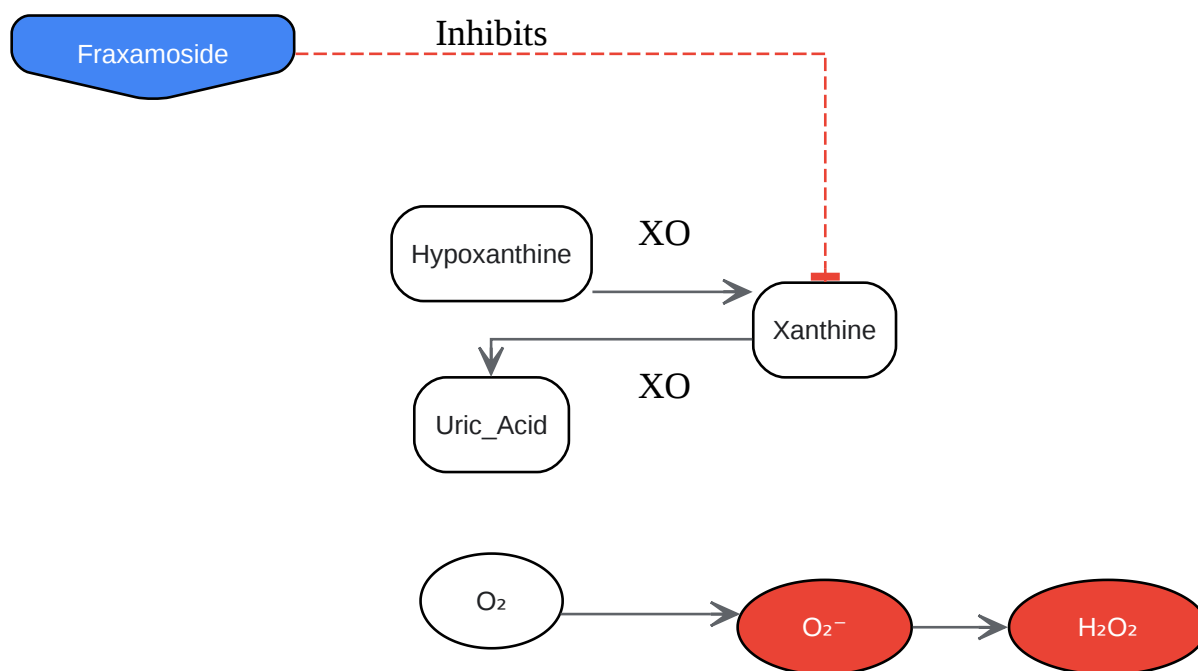 Inhibits
Fraxamoside
XO
Hypoxanthine
Xanthine
XO
Uric_Acid
O₂
O₂⁻
H₂O₂